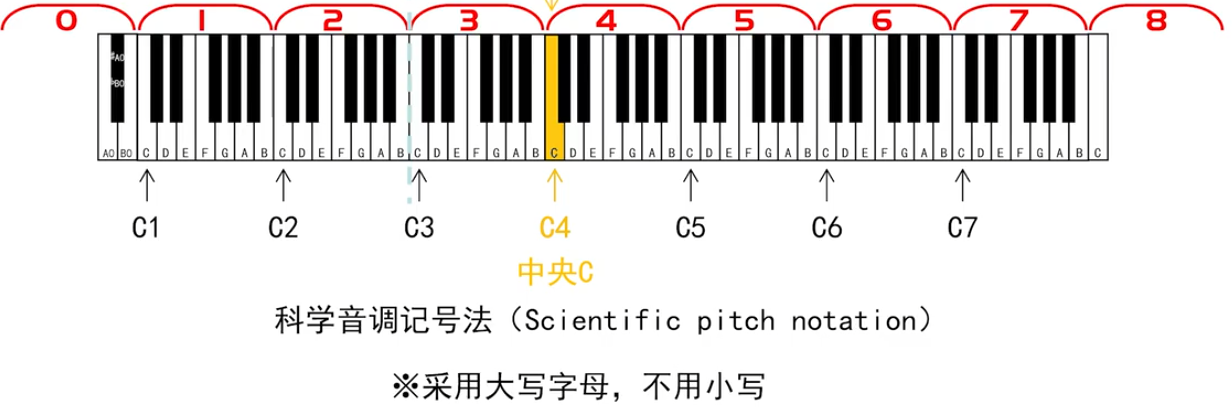 0 1 2 3 4 5 6 7 8
#A0
♭B0
A0 B0 C D E F G A B C D E F G A B C D E F G A B C D E F G A B C D E F G A B C D E F G A B C D E F G A B C
C1 C2 C3 C4 C5 C6 C7
中央C
科学音调记号法（Scientific pitch notation）
※采用大写字母，不用小写